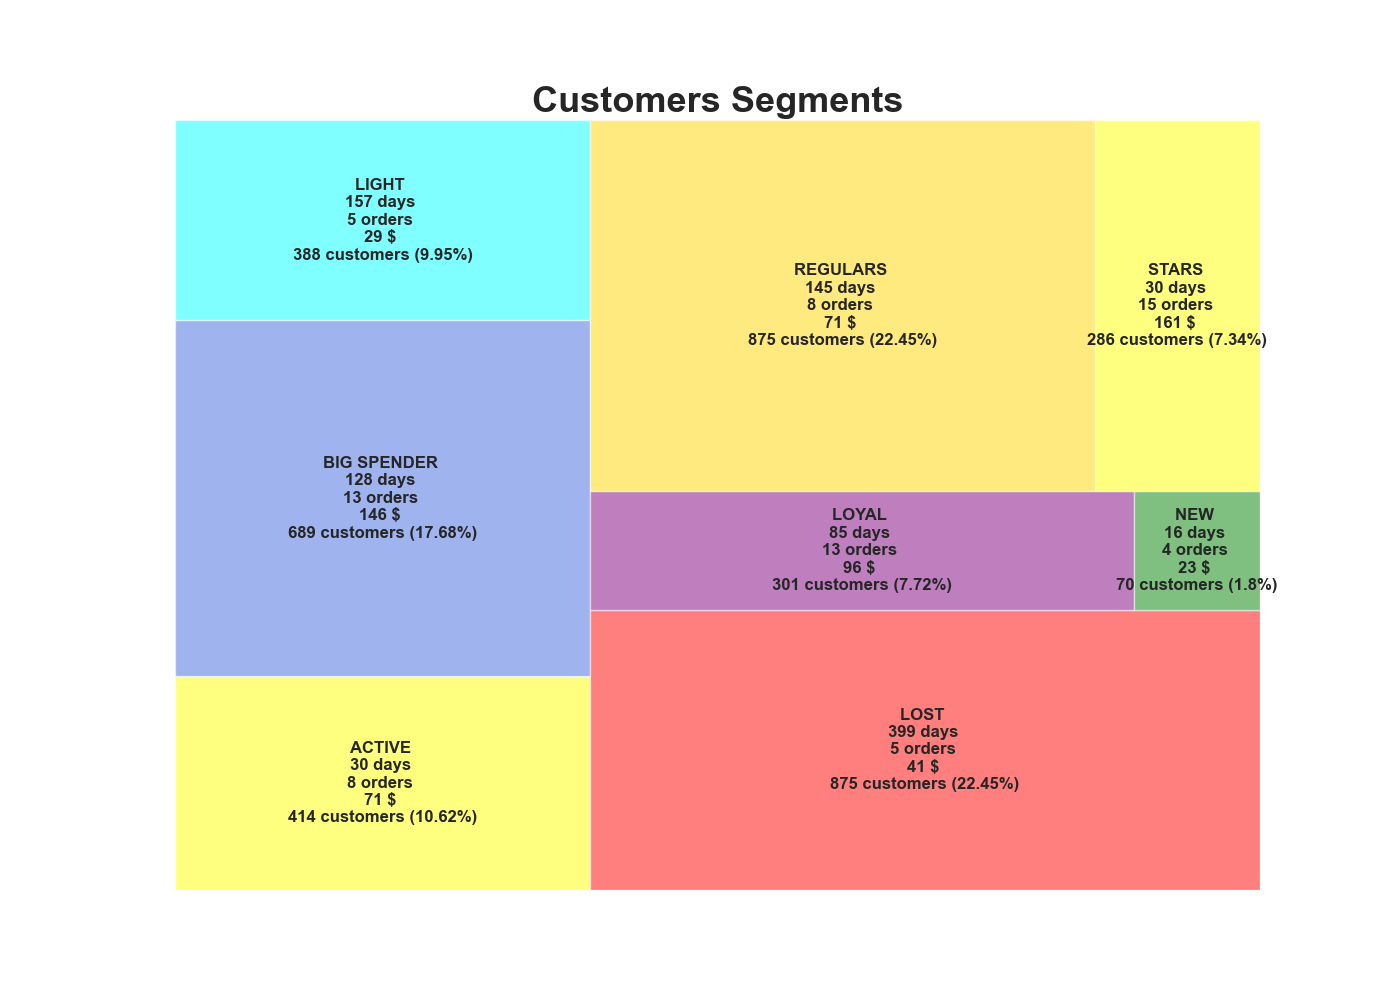 Customers Segments
LIGHT
157 days
5 orders
29 $
388 customers (9.95%)
REGULARS
145 days
8 orders
71 $
875 customers (22.45%)
STARS
30 days
15 orders
161 $
286 customers (7.34%)
BIG SPENDER
128 days
13 orders
146 $
689 customers (17.68%)
LOYAL
85 days
13 orders
96 $
301 customers (7.72%)
NEW
16 days
4 orders
23 $
70 customers (1.8%)
ACTIVE
30 days
8 orders
71 $
414 customers (10.62%)
LOST
399 days
5 orders
41 $
875 customers (22.45%)